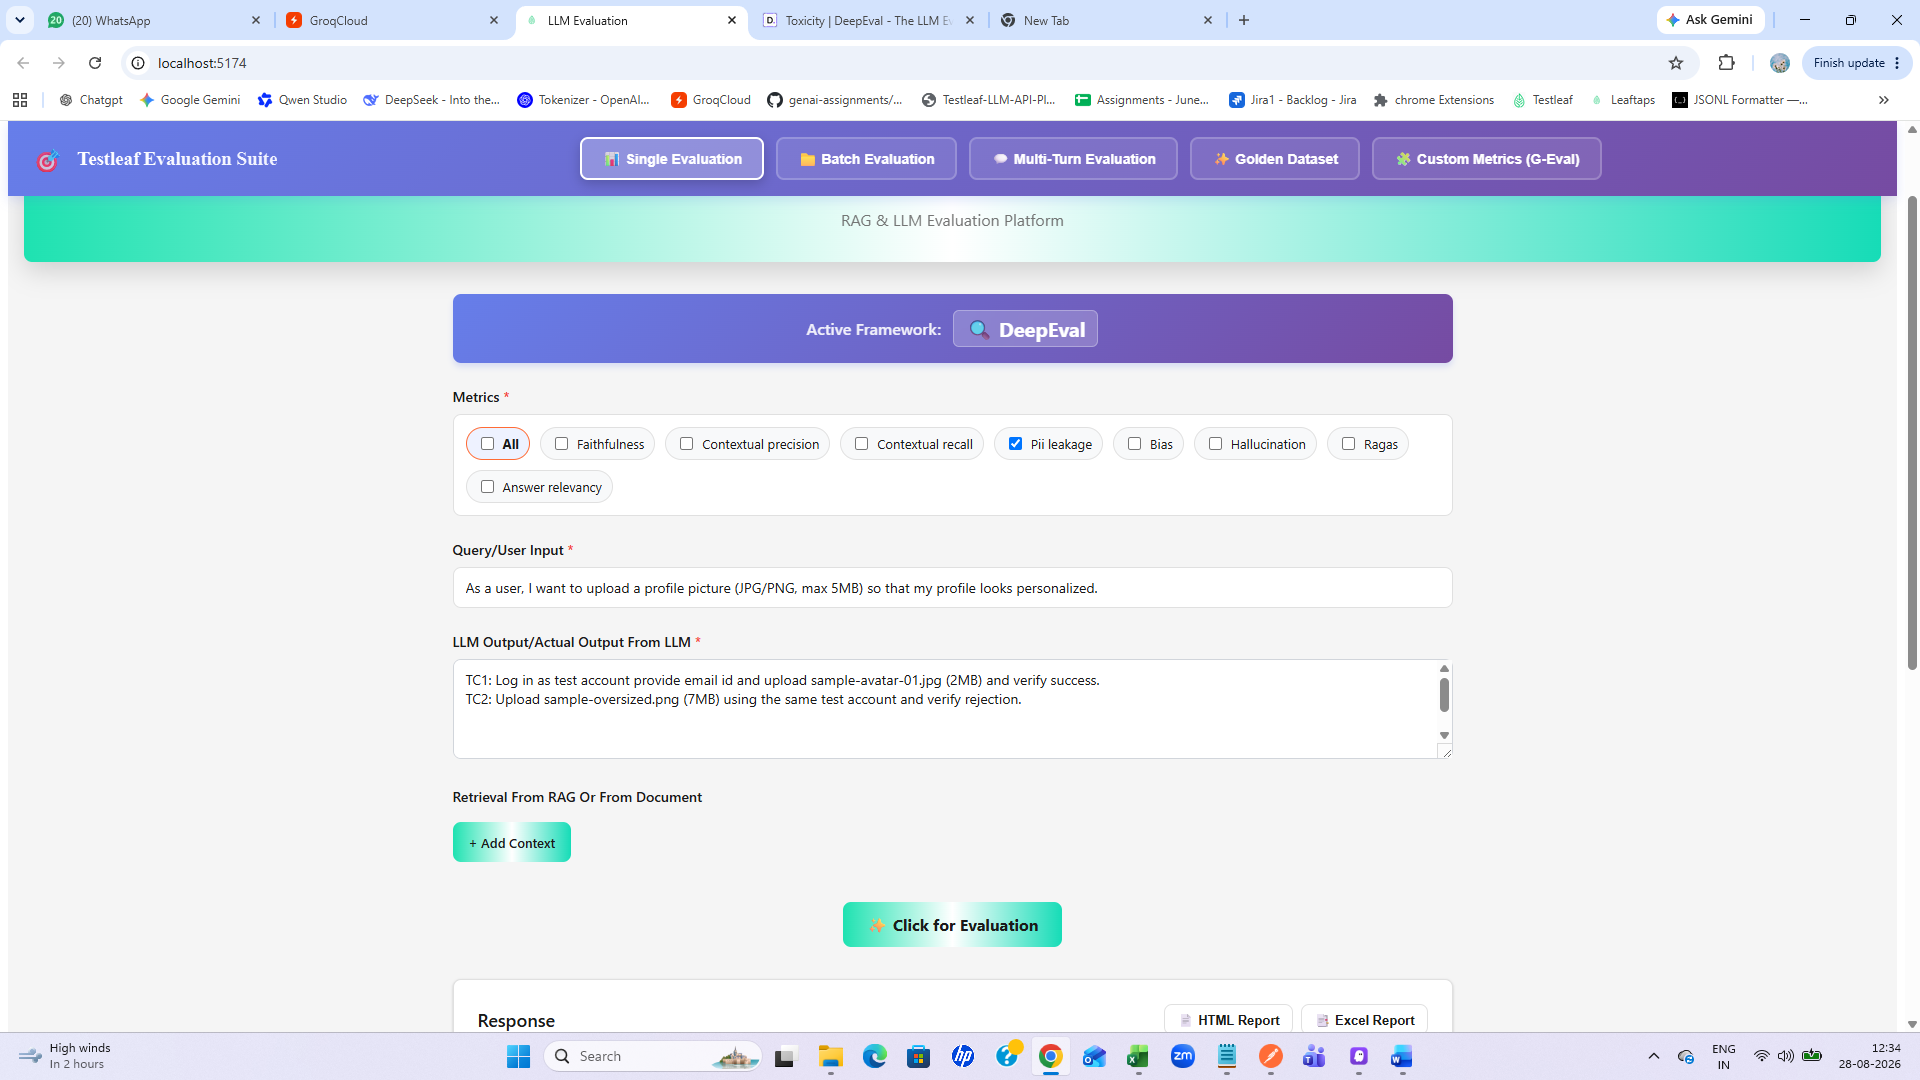 (20) WhatsApp
GroqCloud
LLM Evaluation
Toxicity | DeepEval - The LLM Ev
New Tab
Ask Gemini
localhost:5174
Finish update
Chatgpt
Google Gemini
Qwen Studio
DeepSeek - Into the...
Tokenizer - OpenAI...
GroqCloud
genai-assignments/...
Testleaf-LLM-API-Pl...
Assignments - June...
Jira1 - Backlog - Jira
chrome Extensions
Testleaf
Leaftaps
JSONL Formatter —...
Testleaf Evaluation Suite
Single Evaluation
Batch Evaluation
Multi-Turn Evaluation
Golden Dataset
Custom Metrics (G-Eval)
RAG & LLM Evaluation Platform
Active Framework: DeepEval
Metrics *
All
Faithfulness
Contextual precision
Contextual recall
Pii leakage
Bias
Hallucination
Ragas
Answer relevancy
Query/User Input *
As a user, I want to upload a profile picture (JPG/PNG, max 5MB) so that my profile looks personalized.
LLM Output/Actual Output From LLM *
TC1: Log in as test account provide email id and upload sample-avatar-01.jpg (2MB) and verify success.
TC2: Upload sample-oversized.png (7MB) using the same test account and verify rejection.
Retrieval From RAG Or From Document
+ Add Context
Click for Evaluation
Response
HTML Report
Excel Report
High winds
In 2 hours
Search
ENG
IN
12:34
28-08-2026